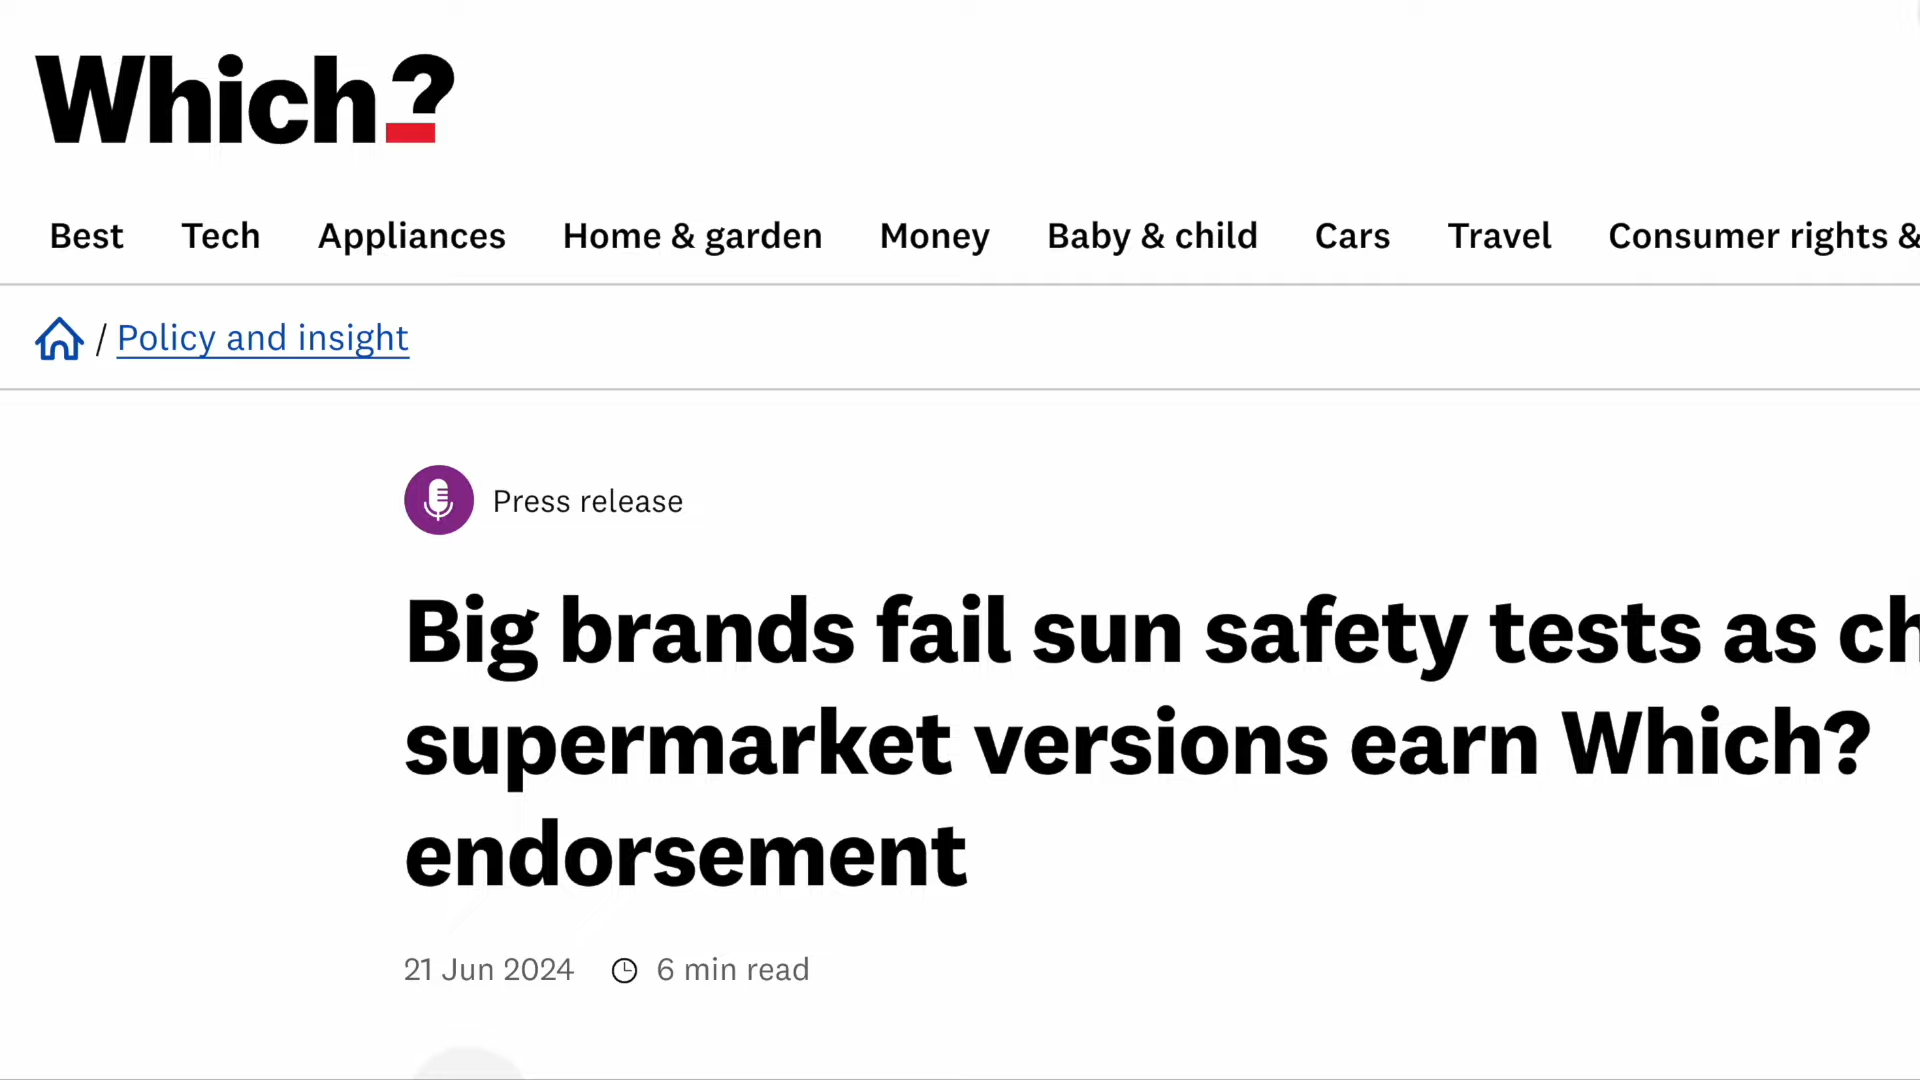 Which?
Best Tech Appliances Home & garden Money Baby & child Cars Travel Consumer rights &
/ Policy and insight
Press release
Big brands fail sun safety tests as ch
supermarket versions earn Which?
endorsement
21 Jun 2024 6 min read